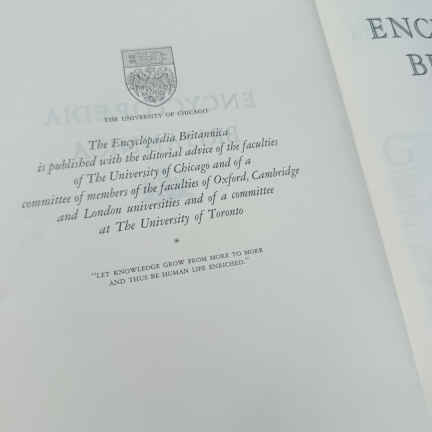 THE UNIVERSITY OF CHICAGO
The Encyclopædia Britannica
is published with the editorial advice of the faculties
of The University of Chicago and of a
committee of members of the faculties of Oxford, Cambridge
and London universities and of a committee
at The University of Toronto
*
"LET KNOWLEDGE GROW FROM MORE TO MORE
AND THUS BE HUMAN LIFE ENRICHED."
ENC
B